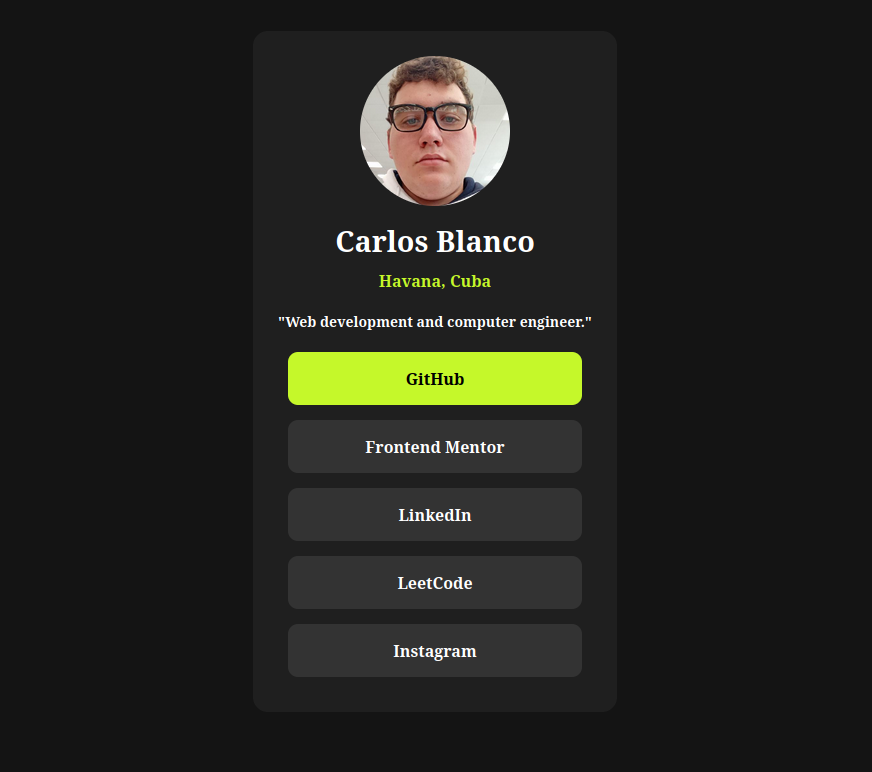 Carlos Blanco
Havana, Cuba
"Web development and computer engineer."
GitHub
Frontend Mentor
LinkedIn
LeetCode
Instagram